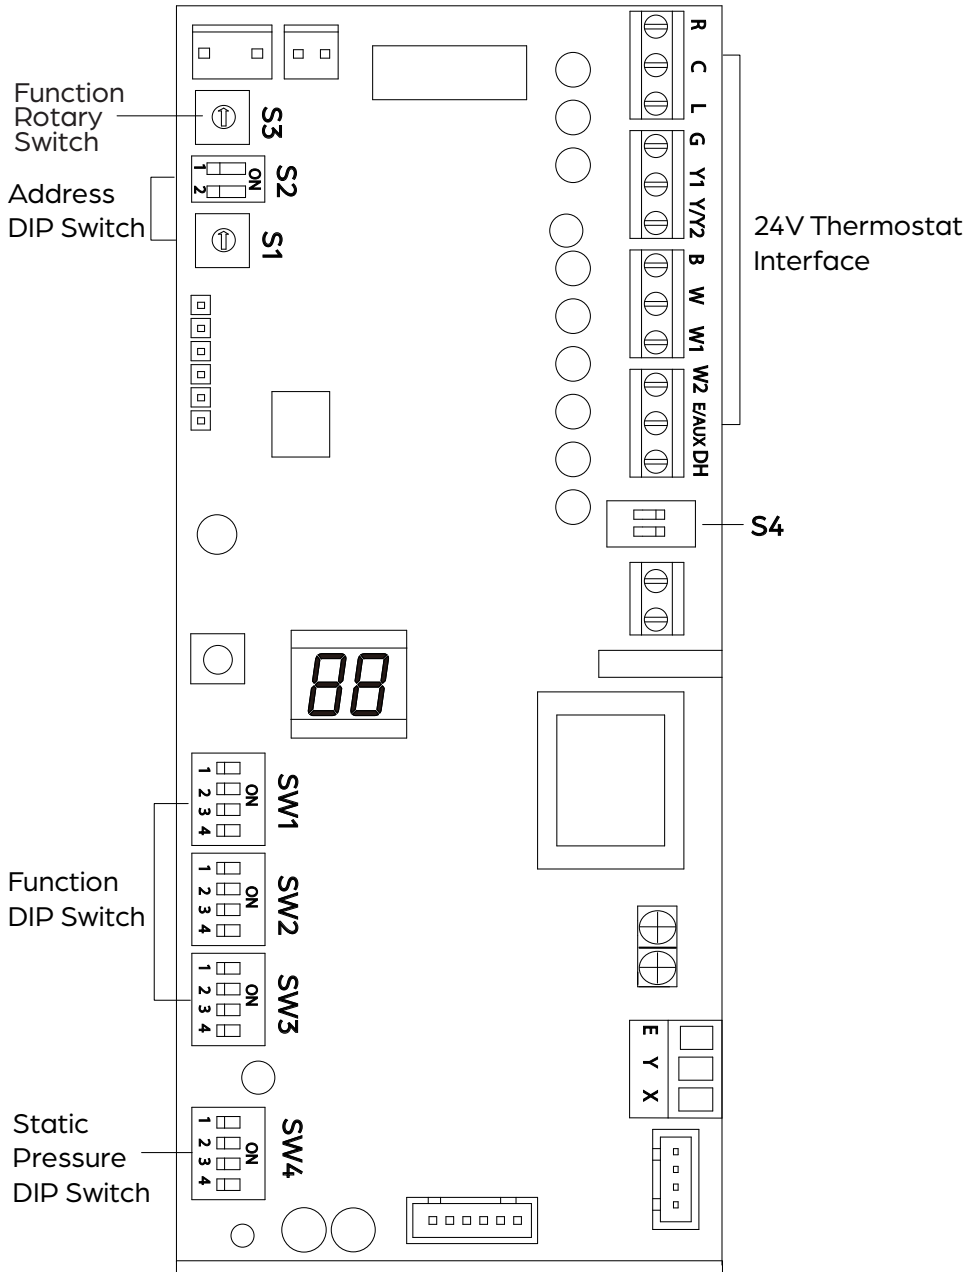 Function
Rotary
Switch
S3
1
2
ON
S2
Address
DIP Switch
S1
R
C
L
G
Y1
Y/Y2
B
W
W1
W2
E/AUX
DH
24V Thermostat
Interface
S4
88
1
2
3
4
ON
SW1
1
2
3
4
ON
SW2
Function
DIP Switch
1
2
3
4
ON
SW3
E
Y
X
Static
Pressure
DIP Switch
1
2
3
4
ON
SW4